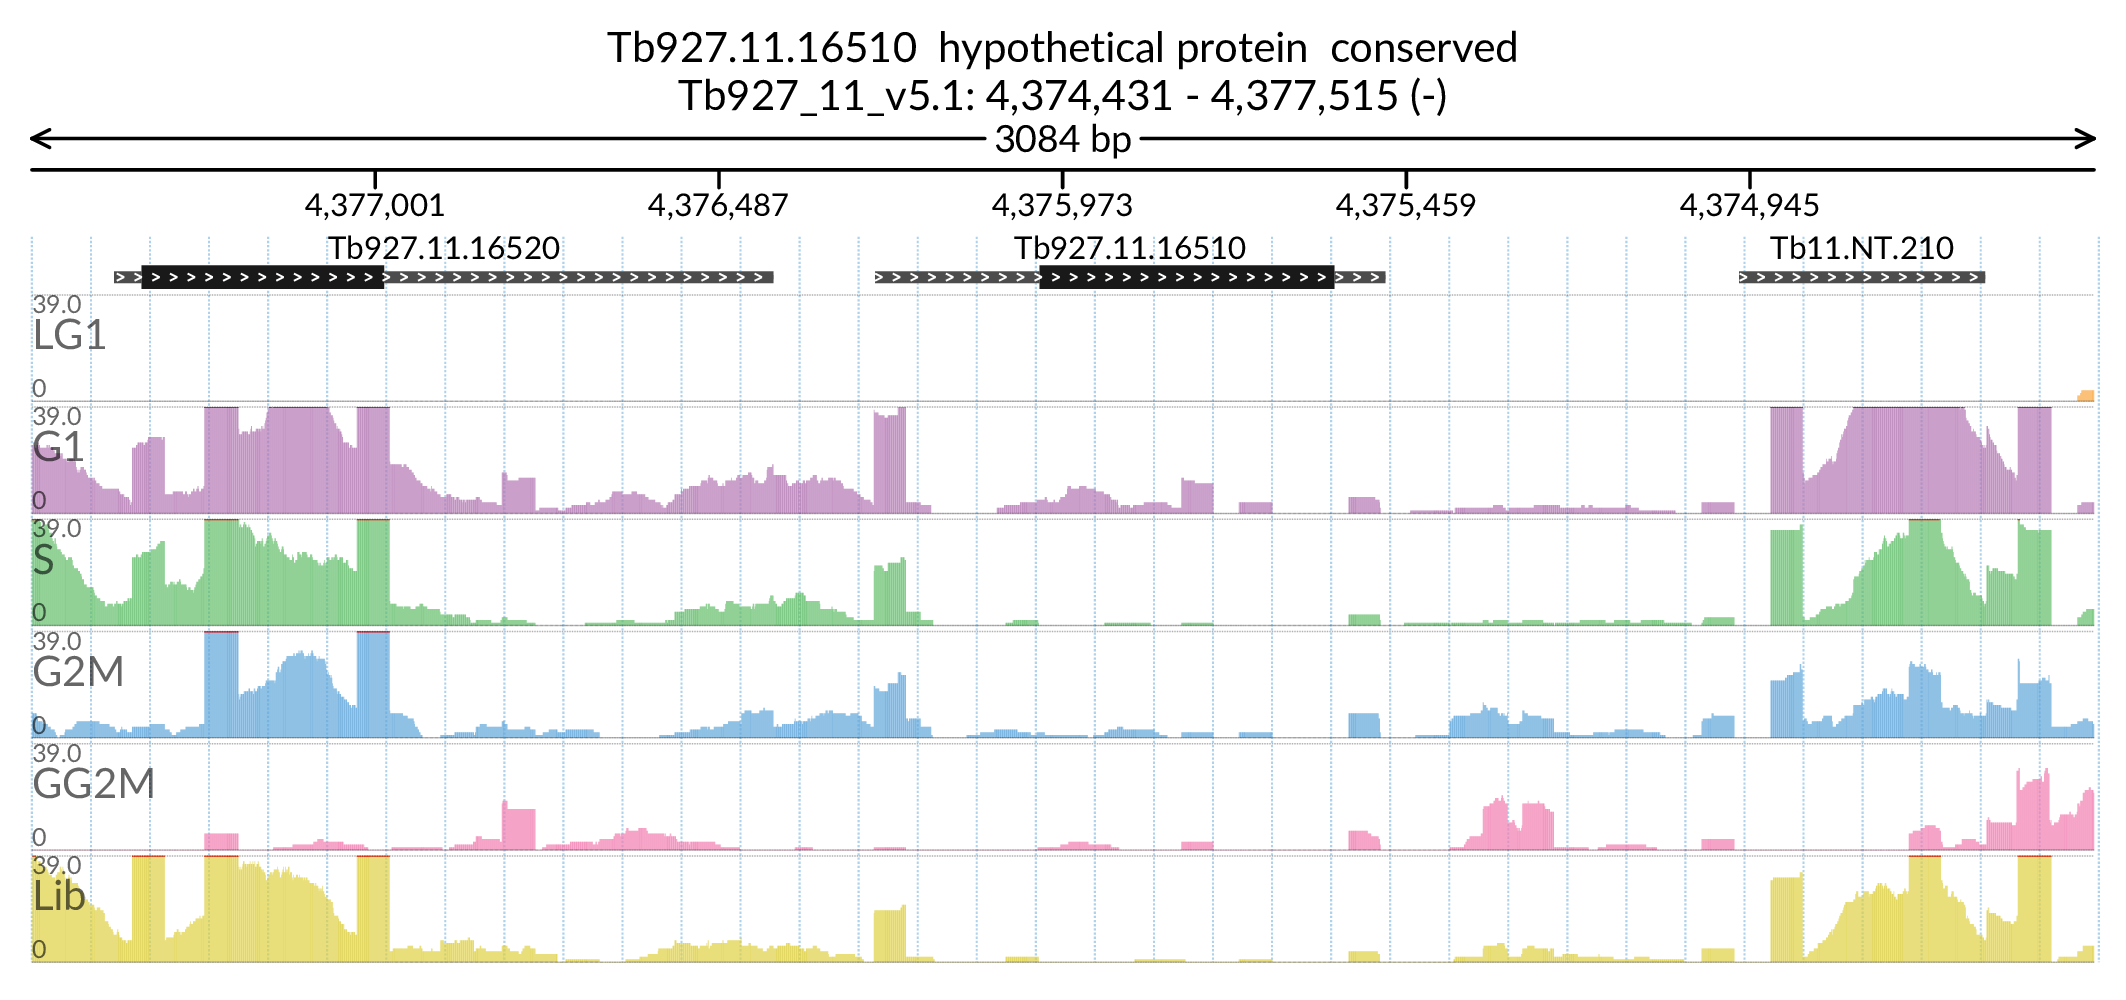 Tb927.11.16510 hypothetical protein conserved
Tb927_11_v5.1: 4,374,431 - 4,377,515 (-)
3084 bp
4,377,001 4,376,487 4,375,973 4,375,459 4,374,945
Tb927.11.16520 Tb927.11.16510 Tb11.NT.210
39.0
LG1
0
39.0
G1
0
39.0
S
0
39.0
G2M
0
39.0
GG2M
0
39.0
Lib
0